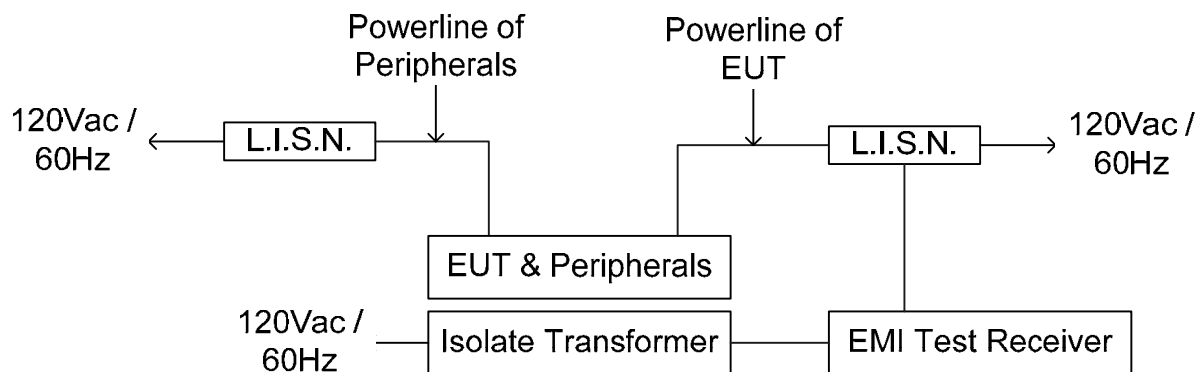 Powerline of
Peripherals
Powerline of
EUT
120Vac /
60Hz
L.I.S.N.
L.I.S.N.
120Vac /
60Hz
EUT & Peripherals
120Vac /
60Hz
Isolate Transformer
EMI Test Receiver